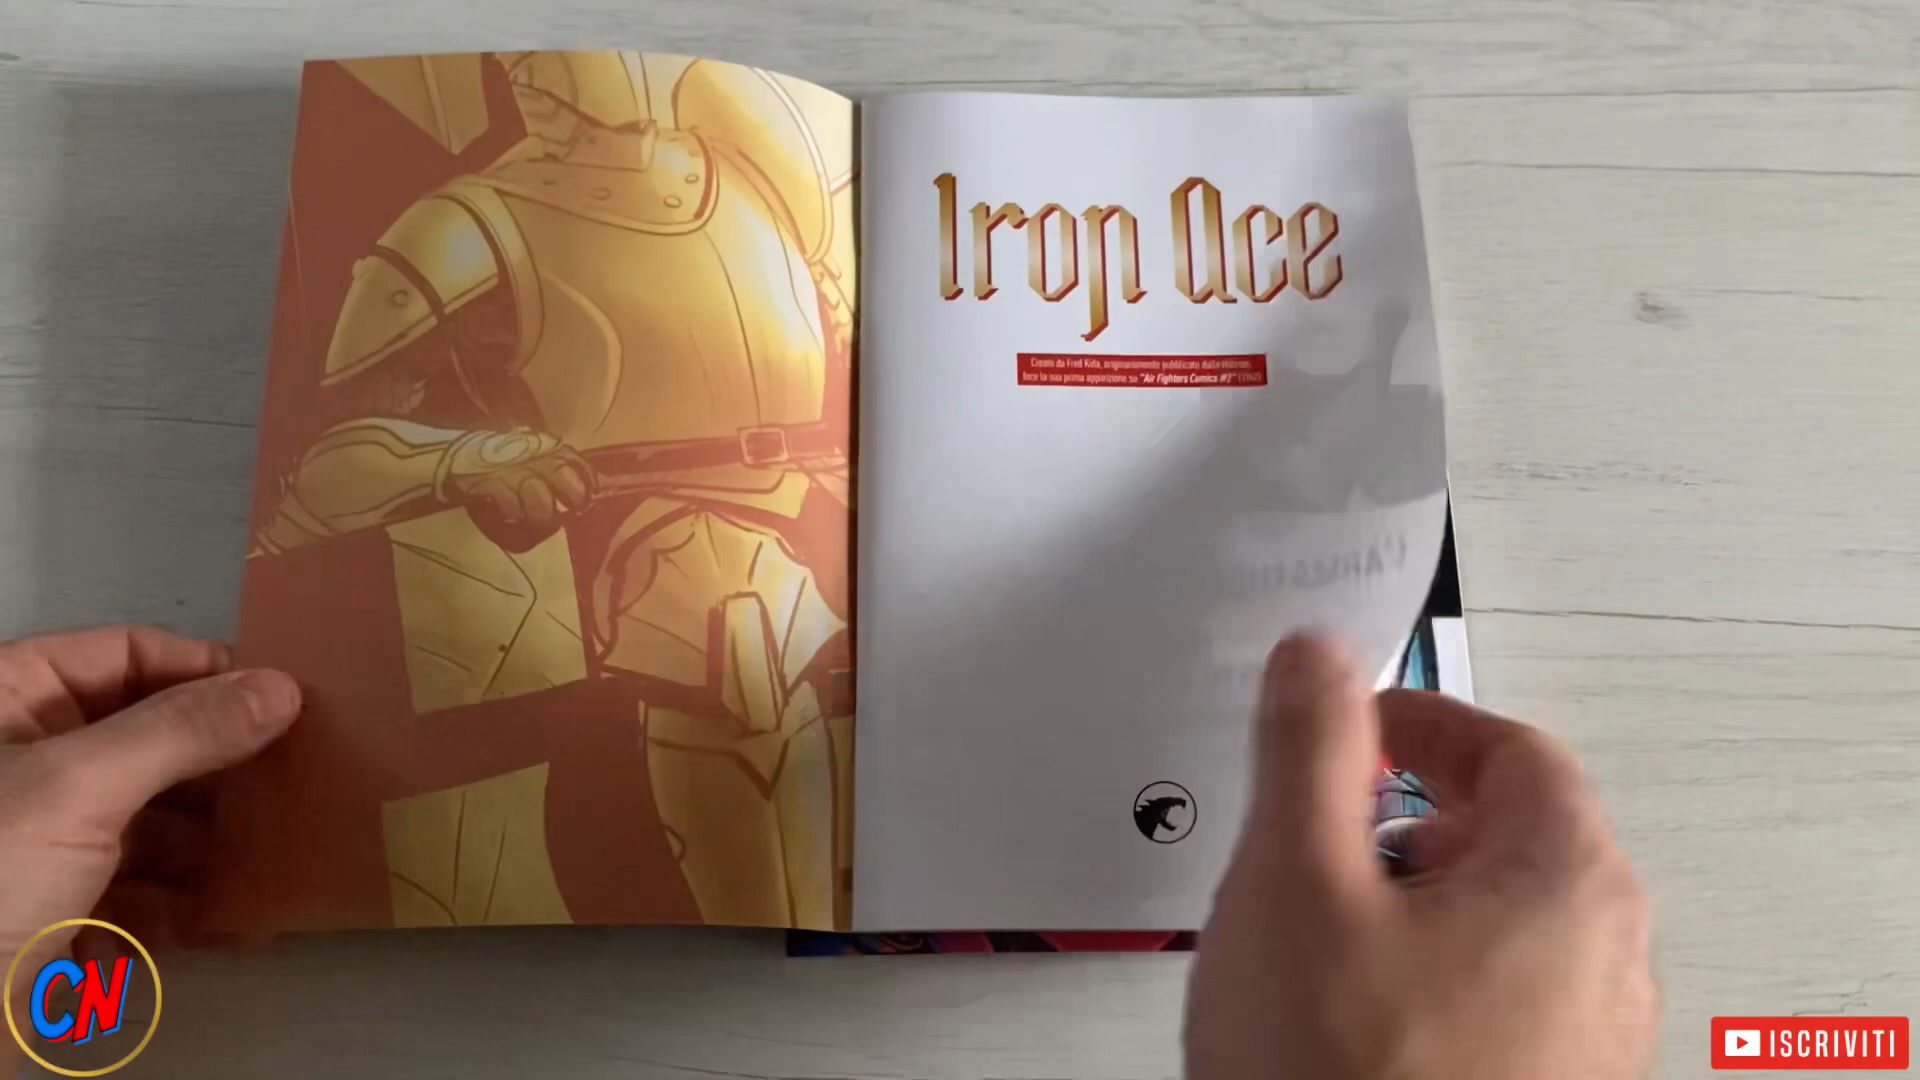 Iron Ace
Creato da Fred Kida, originariamente pubblicato dalla Hillman,
fece la sua prima apparizione su "Air Fighters Comics #2" (1942)
CN
ISCRIVITI